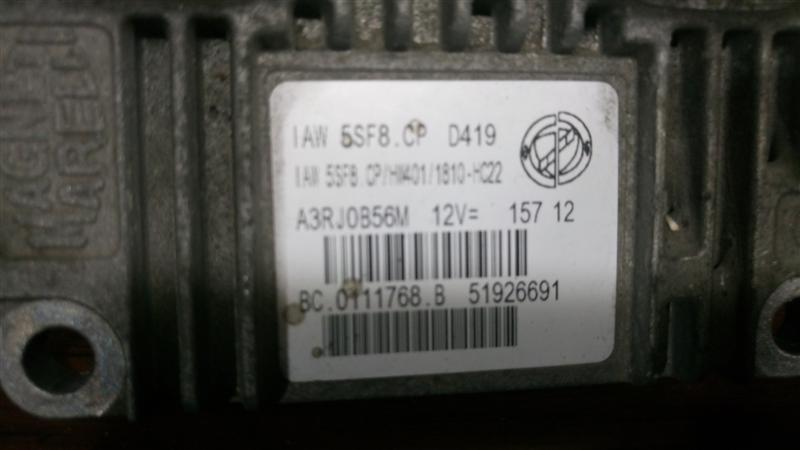 MAGNETI
MARELLI
IAW 5SF8.CP D419
IAW 5SF8.CP/HW401/1810-HC22
A3RJ0B56M 12V= 157 12
BC.0111768.B 51926691